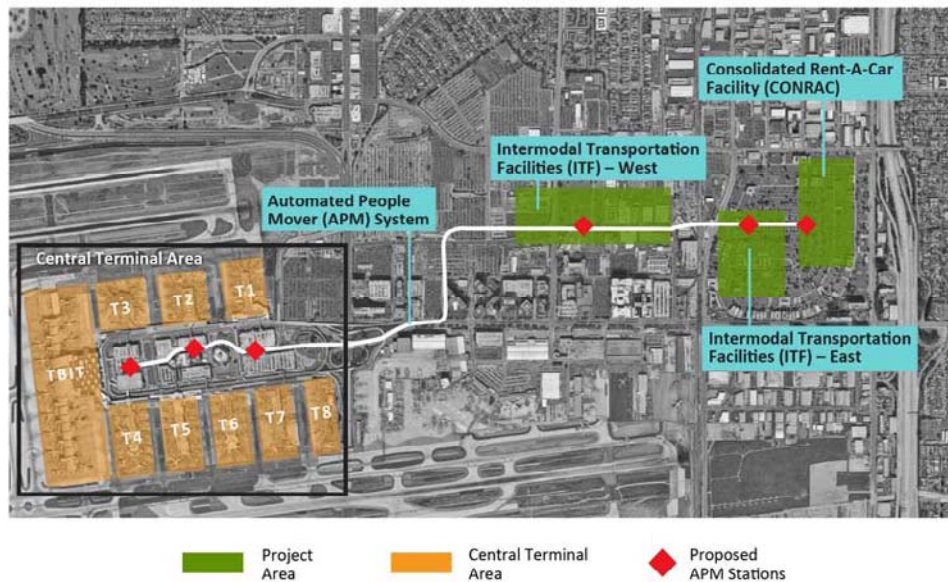 Consolidated Rent-A-Car
Facility (CONRAC)
Intermodal Transportation
Facilities (ITF) – West
Automated People
Mover (APM) System
Central Terminal Area
T3
T2
T1
TBIT
T4
T5
T6
T7
T8
Intermodal Transportation
Facilities (ITF) – East
Project
Area
Central Terminal
Area
Proposed
APM Stations